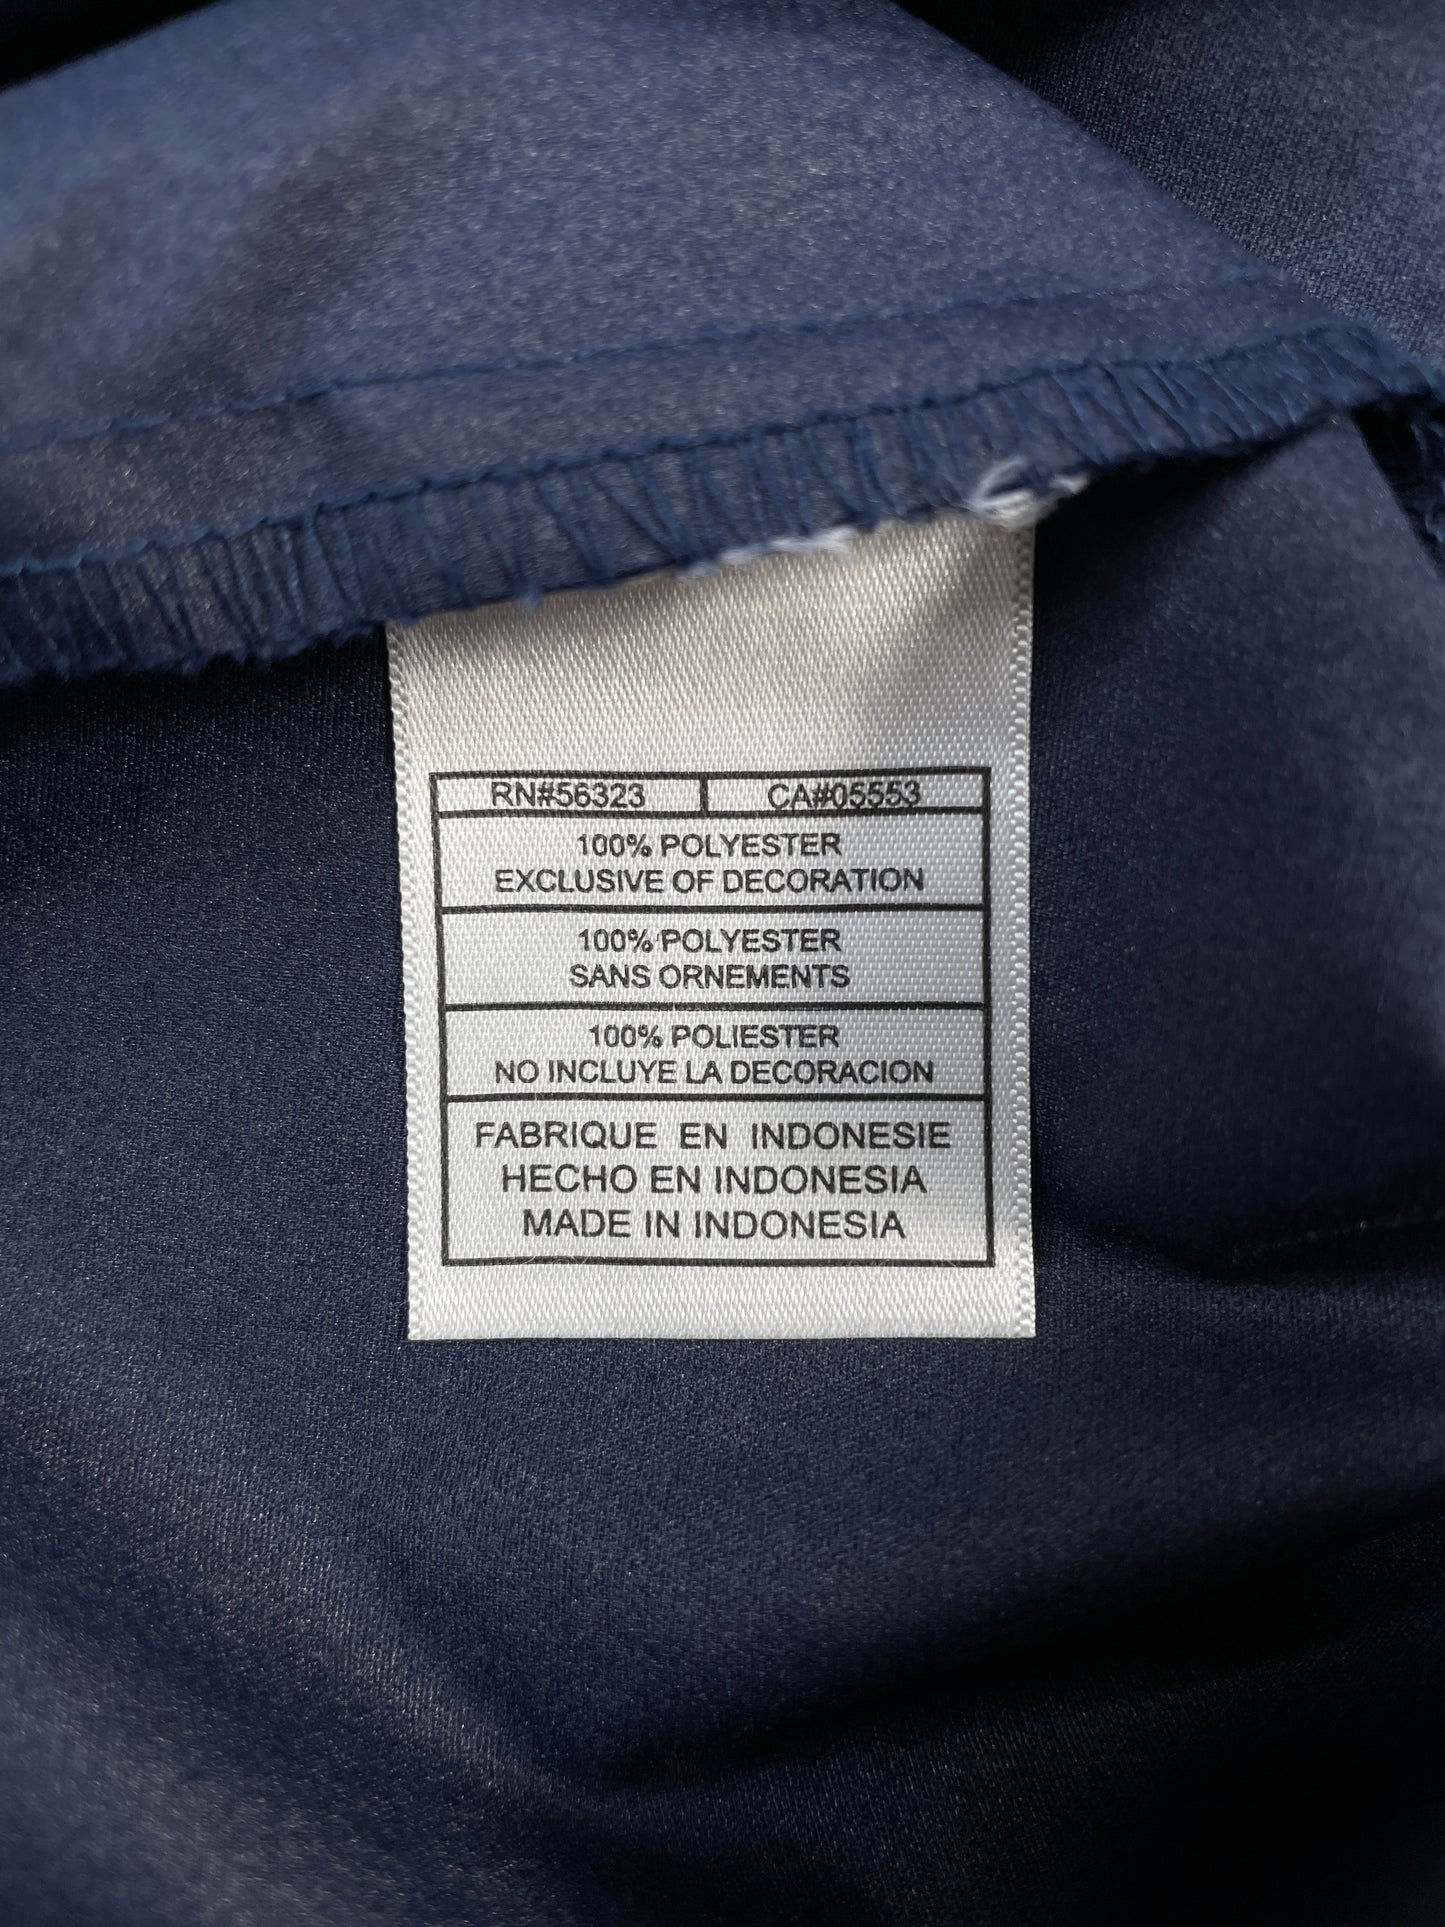 RN#56323 CA#05553
100% POLYESTER
EXCLUSIVE OF DECORATION
100% POLYESTER
SANS ORNEMENTS
100% POLIESTER
NO INCLUYE LA DECORACION
FABRIQUE EN INDONESIE
HECHO EN INDONESIA
MADE IN INDONESIA